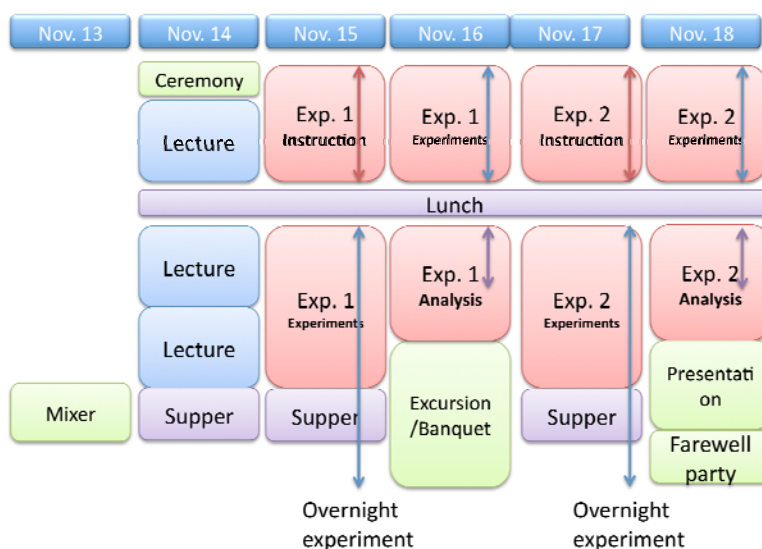 Nov. 13
Nov. 14
Nov. 15
Nov. 16
Nov. 17
Nov. 18
Ceremony
Lecture
Exp. 1
Instruction
Exp. 1
Experiments
Exp. 2
Instruction
Exp. 2
Experiments
Lunch
Lecture
Lecture
Exp. 1
Experiments
Exp. 1
Analysis
Exp. 2
Experiments
Exp. 2
Analysis
Mixer
Supper
Supper
Excursion
/Banquet
Supper
Presentati
on
Farewell
party
Overnight
experiment
Overnight
experiment